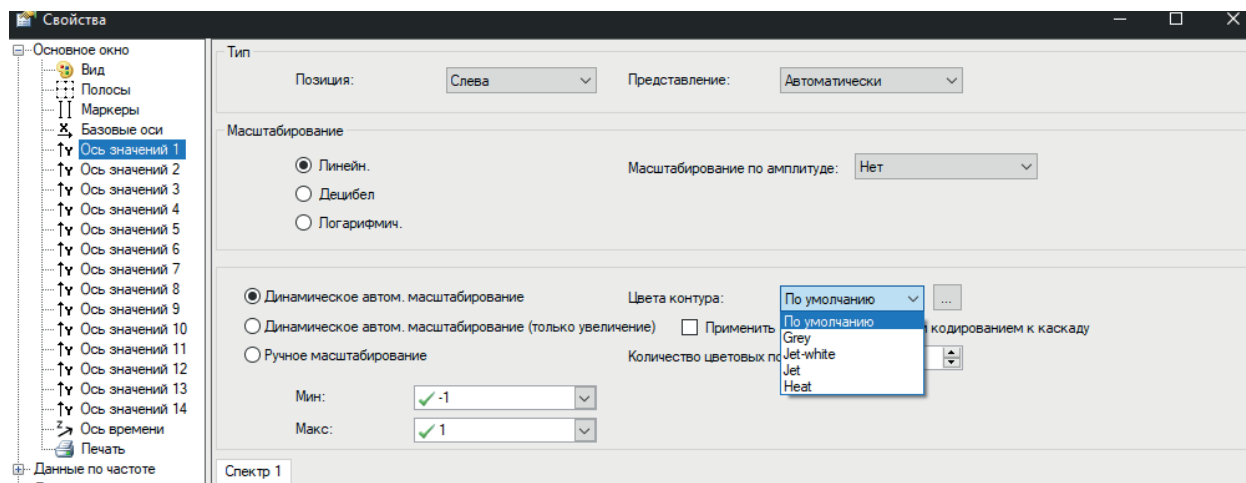 Свойства
Основное окно
Вид
Полосы
Маркеры
Базовые оси
Ось значений 1
Ось значений 2
Ось значений 3
Ось значений 4
Ось значений 5
Ось значений 6
Ось значений 7
Ось значений 8
Ось значений 9
Ось значений 10
Ось значений 11
Ось значений 12
Ось значений 13
Ось значений 14
Ось времени
Печать
Данные по частоте
Тип
Позиция: Слева Представление: Автоматически
Масштабирование
Линейн. Масштабирование по амплитуде: Нет
Децибел
Логарифмич.
Динамическое автом. масштабирование Цвета контура: По умолчанию ...
Динамическое автом. масштабирование (только увеличение) Применить кодированием к каскаду
Ручное масштабирование Количество цветовых
По умолчанию
Grey
Jet-white
Jet
Heat
Мин: -1
Макс: 1
Спектр 1